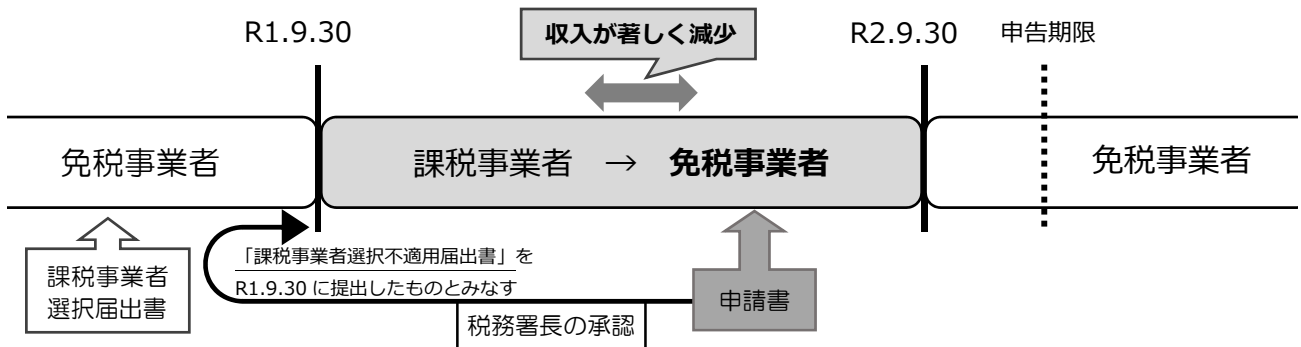 R1.9.30
収入が著しく減少
R2.9.30
申告期限
免税事業者
課税事業者 → 免税事業者
免税事業者
課税事業者
選択届出書
「課税事業者選択不適用届出書」を
R1.9.30 に提出したものとみなす
申請書
税務署長の承認